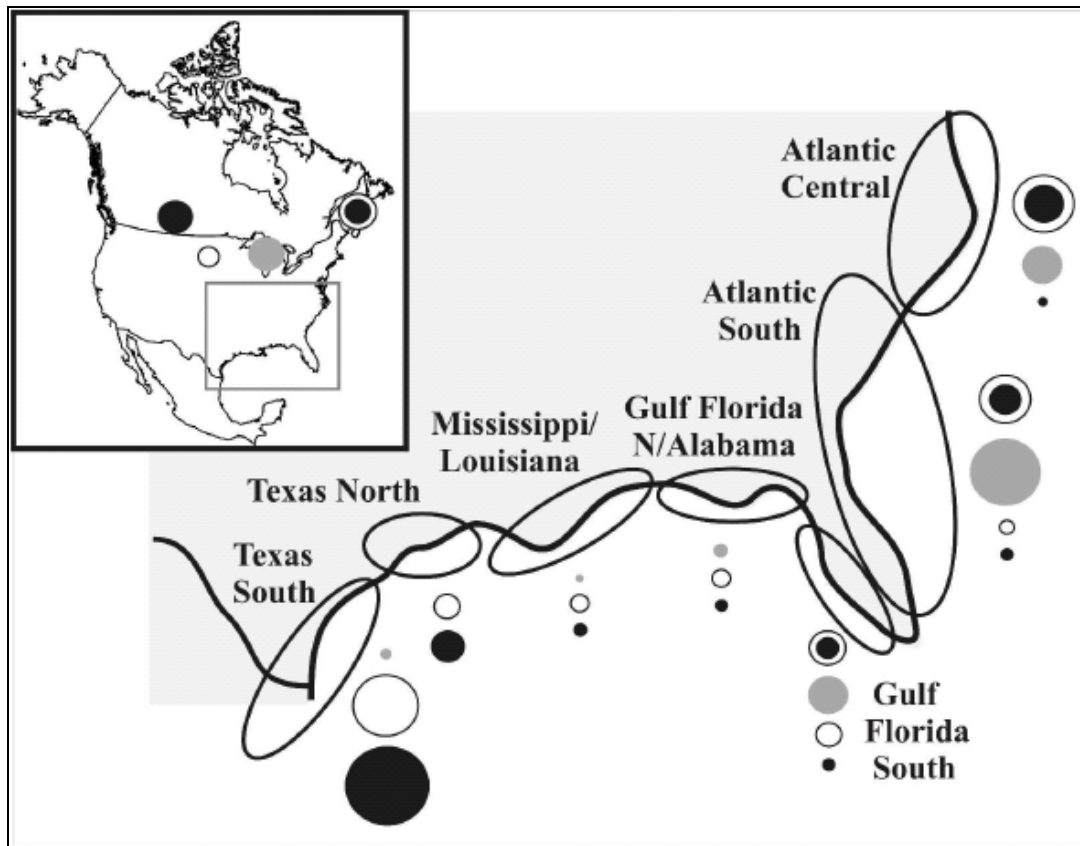 Atlantic
Central
Atlantic
South
Gulf Florida
N/Alabama
Mississippi/
Louisiana
Texas North
Texas
South
Gulf
Florida
South